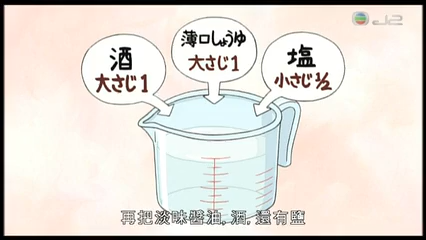 酒
大さじ1
薄口しょうゆ
大さじ1
塩
小さじ1/2
J2
再把淡味醬油,酒,還有鹽